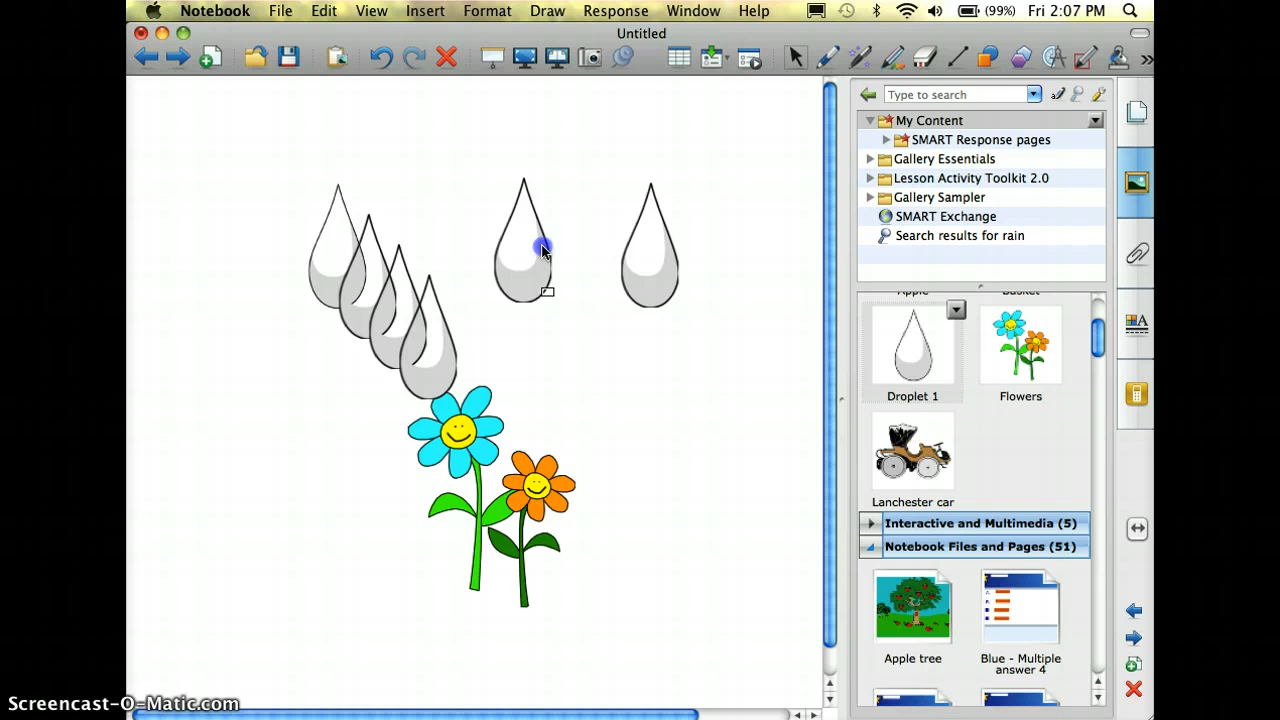 Notebook File Edit View Insert Format Draw Response Window Help (99%) Fri 2:07 PM
Untitled
Type to search
My Content
SMART Response pages
Gallery Essentials
Lesson Activity Toolkit 2.0
Gallery Sampler
SMART Exchange
Search results for rain
Apple Basket
Droplet 1 Flowers
Lanchester car
Interactive and Multimedia (5)
Notebook Files and Pages (51)
Apple tree Blue - Multiple
answer 4
Screencast-O-Matic.com